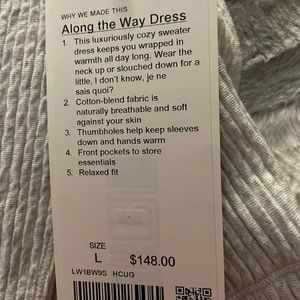 WHY WE MADE THIS
Along the Way Dress
1. This luxuriously cozy sweater
dress keeps you wrapped in
warmth all day long. Wear the
neck up or slouched down for a
little, I don't know, je ne
sais quoi?
2 Cotton-blend fabric is
naturally breathable and soft
against your skin
3 Thumbholes help keep sleeves
down and hands warm
4 Front pockets to store
essentials
5 Relaxed fit
SIZE
L $148.00
LW1BW9S HCUG